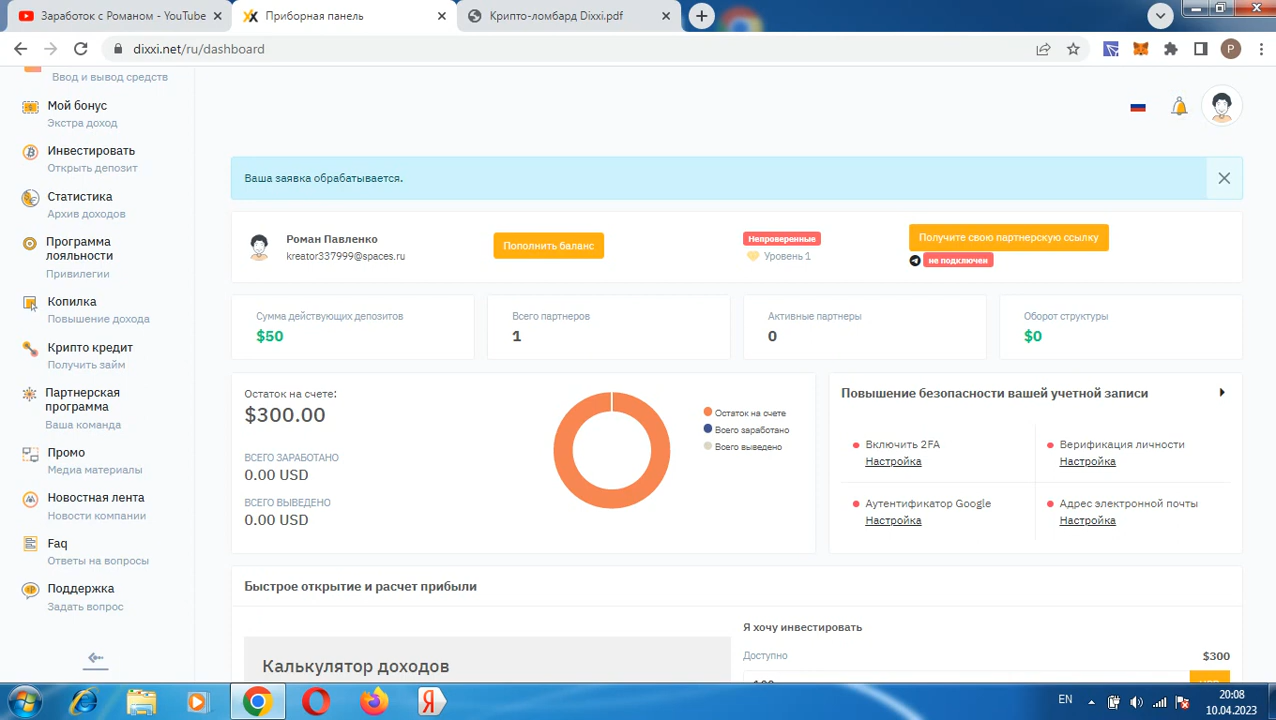 Заработок с Романом - YouTube
Приборная панель
Крипто-ломбард Dixxi.pdf
dixxi.net/ru/dashboard
P
Ввод и вывод средств
Мой бонус
Экстра доход
Инвестировать
Открыть депозит
Статистика
Архив доходов
Программа
лояльности
Привилегии
Копилка
Повышение дохода
Крипто кредит
Получить займ
Партнерская
программа
Ваша команда
Промо
Медиа материалы
Новостная лента
Новости компании
Faq
Ответы на вопросы
Поддержка
Задать вопрос
Ваша заявка обрабатывается.
Роман Павленко
kreator337999@spaces.ru
Пополнить баланс
Непроверенные
Уровень 1
Получите свою партнерскую ссылку
не подключен
Сумма действующих депозитов
$50
Всего партнеров
1
Активные партнеры
0
Оборот структуры
$0
Остаток на счете:
$300.00
ВСЕГО ЗАРАБОТАНО
0.00 USD
ВСЕГО ВЫВЕДЕНО
0.00 USD
Остаток на счете
Всего заработано
Всего выведено
Повышение безопасности вашей учетной записи
Включить 2FA
Настройка
Верификация личности
Настройка
Аутентификатор Google
Настройка
Адрес электронной почты
Настройка
Быстрое открытие и расчет прибыли
Калькулятор доходов
Я хочу инвестировать
Доступно
$300
EN
20:08
10.04.2023